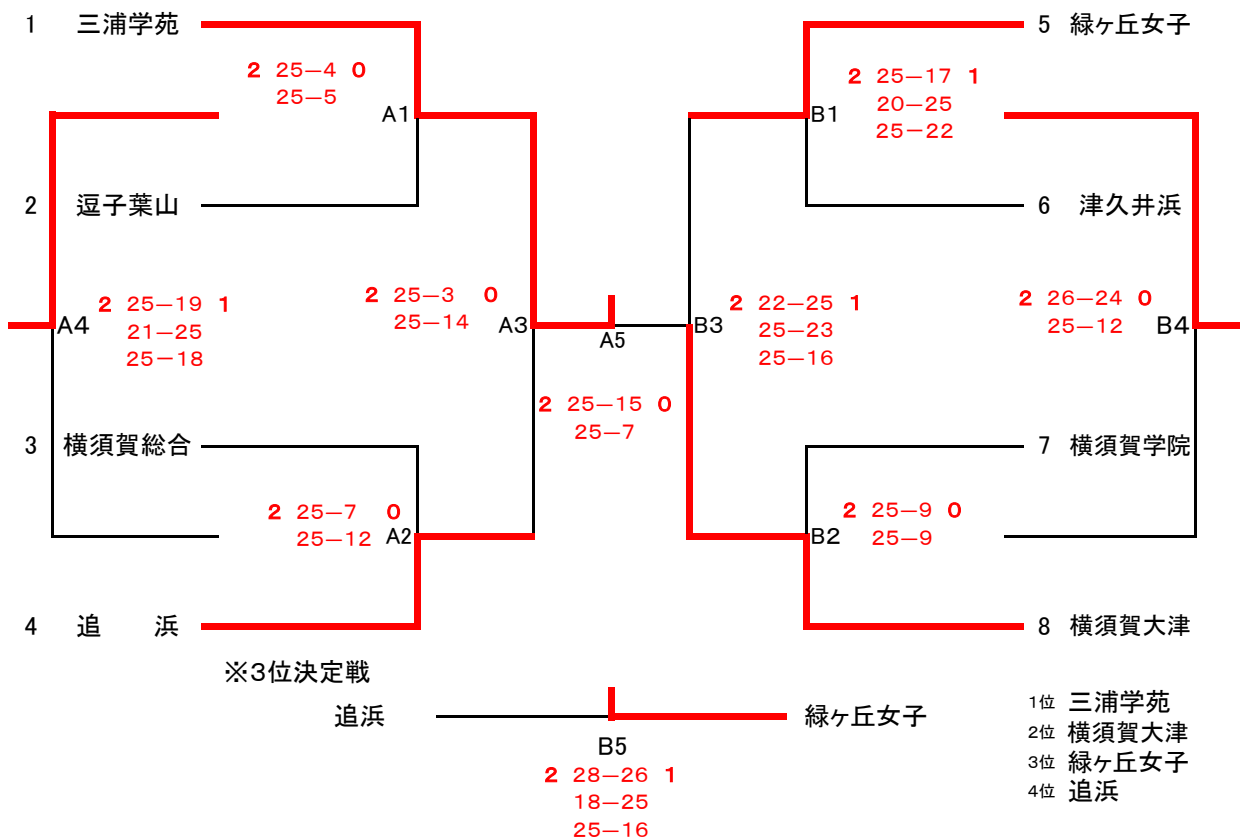 1 三浦学苑
5 緑ヶ丘女子
2 25－4 0
25－5
A1
2 25－17 1
20－25
25－22
B1
2 逗子葉山
6 津久井浜
2 25－19 1
21－25
25－18
A4
2 25－3 0
25－14
A3
A5
2 22－25 1
25－23
25－16
B3
2 26－24 0
25－12
B4
2 25－15 0
25－7
3 横須賀総合
7 横須賀学院
2 25－7 0
25－12
A2
2 25－9 0
25－9
B2
4 追 浜
8 横須賀大津
※3位決定戦
追浜
緑ヶ丘女子
B5
2 28－26 1
18－25
25－16
1位 三浦学苑
2位 横須賀大津
3位 緑ヶ丘女子
4位 追浜